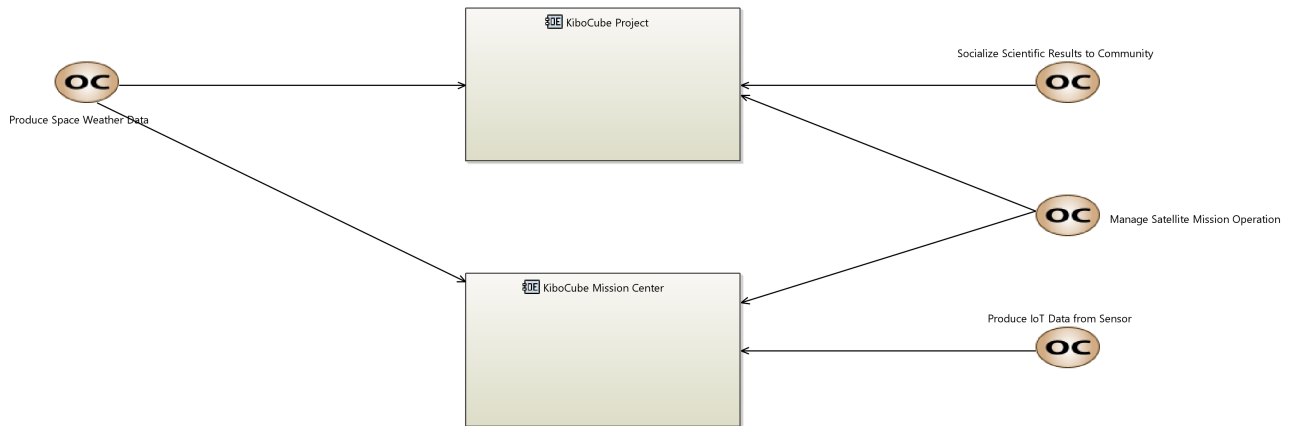 KiboCube Project
Socialize Scientific Results to Community
OC
OC
Produce Space Weather Data
OC
Manage Satellite Mission Operation
KiboCube Mission Center
Produce IoT Data from Sensor
OC